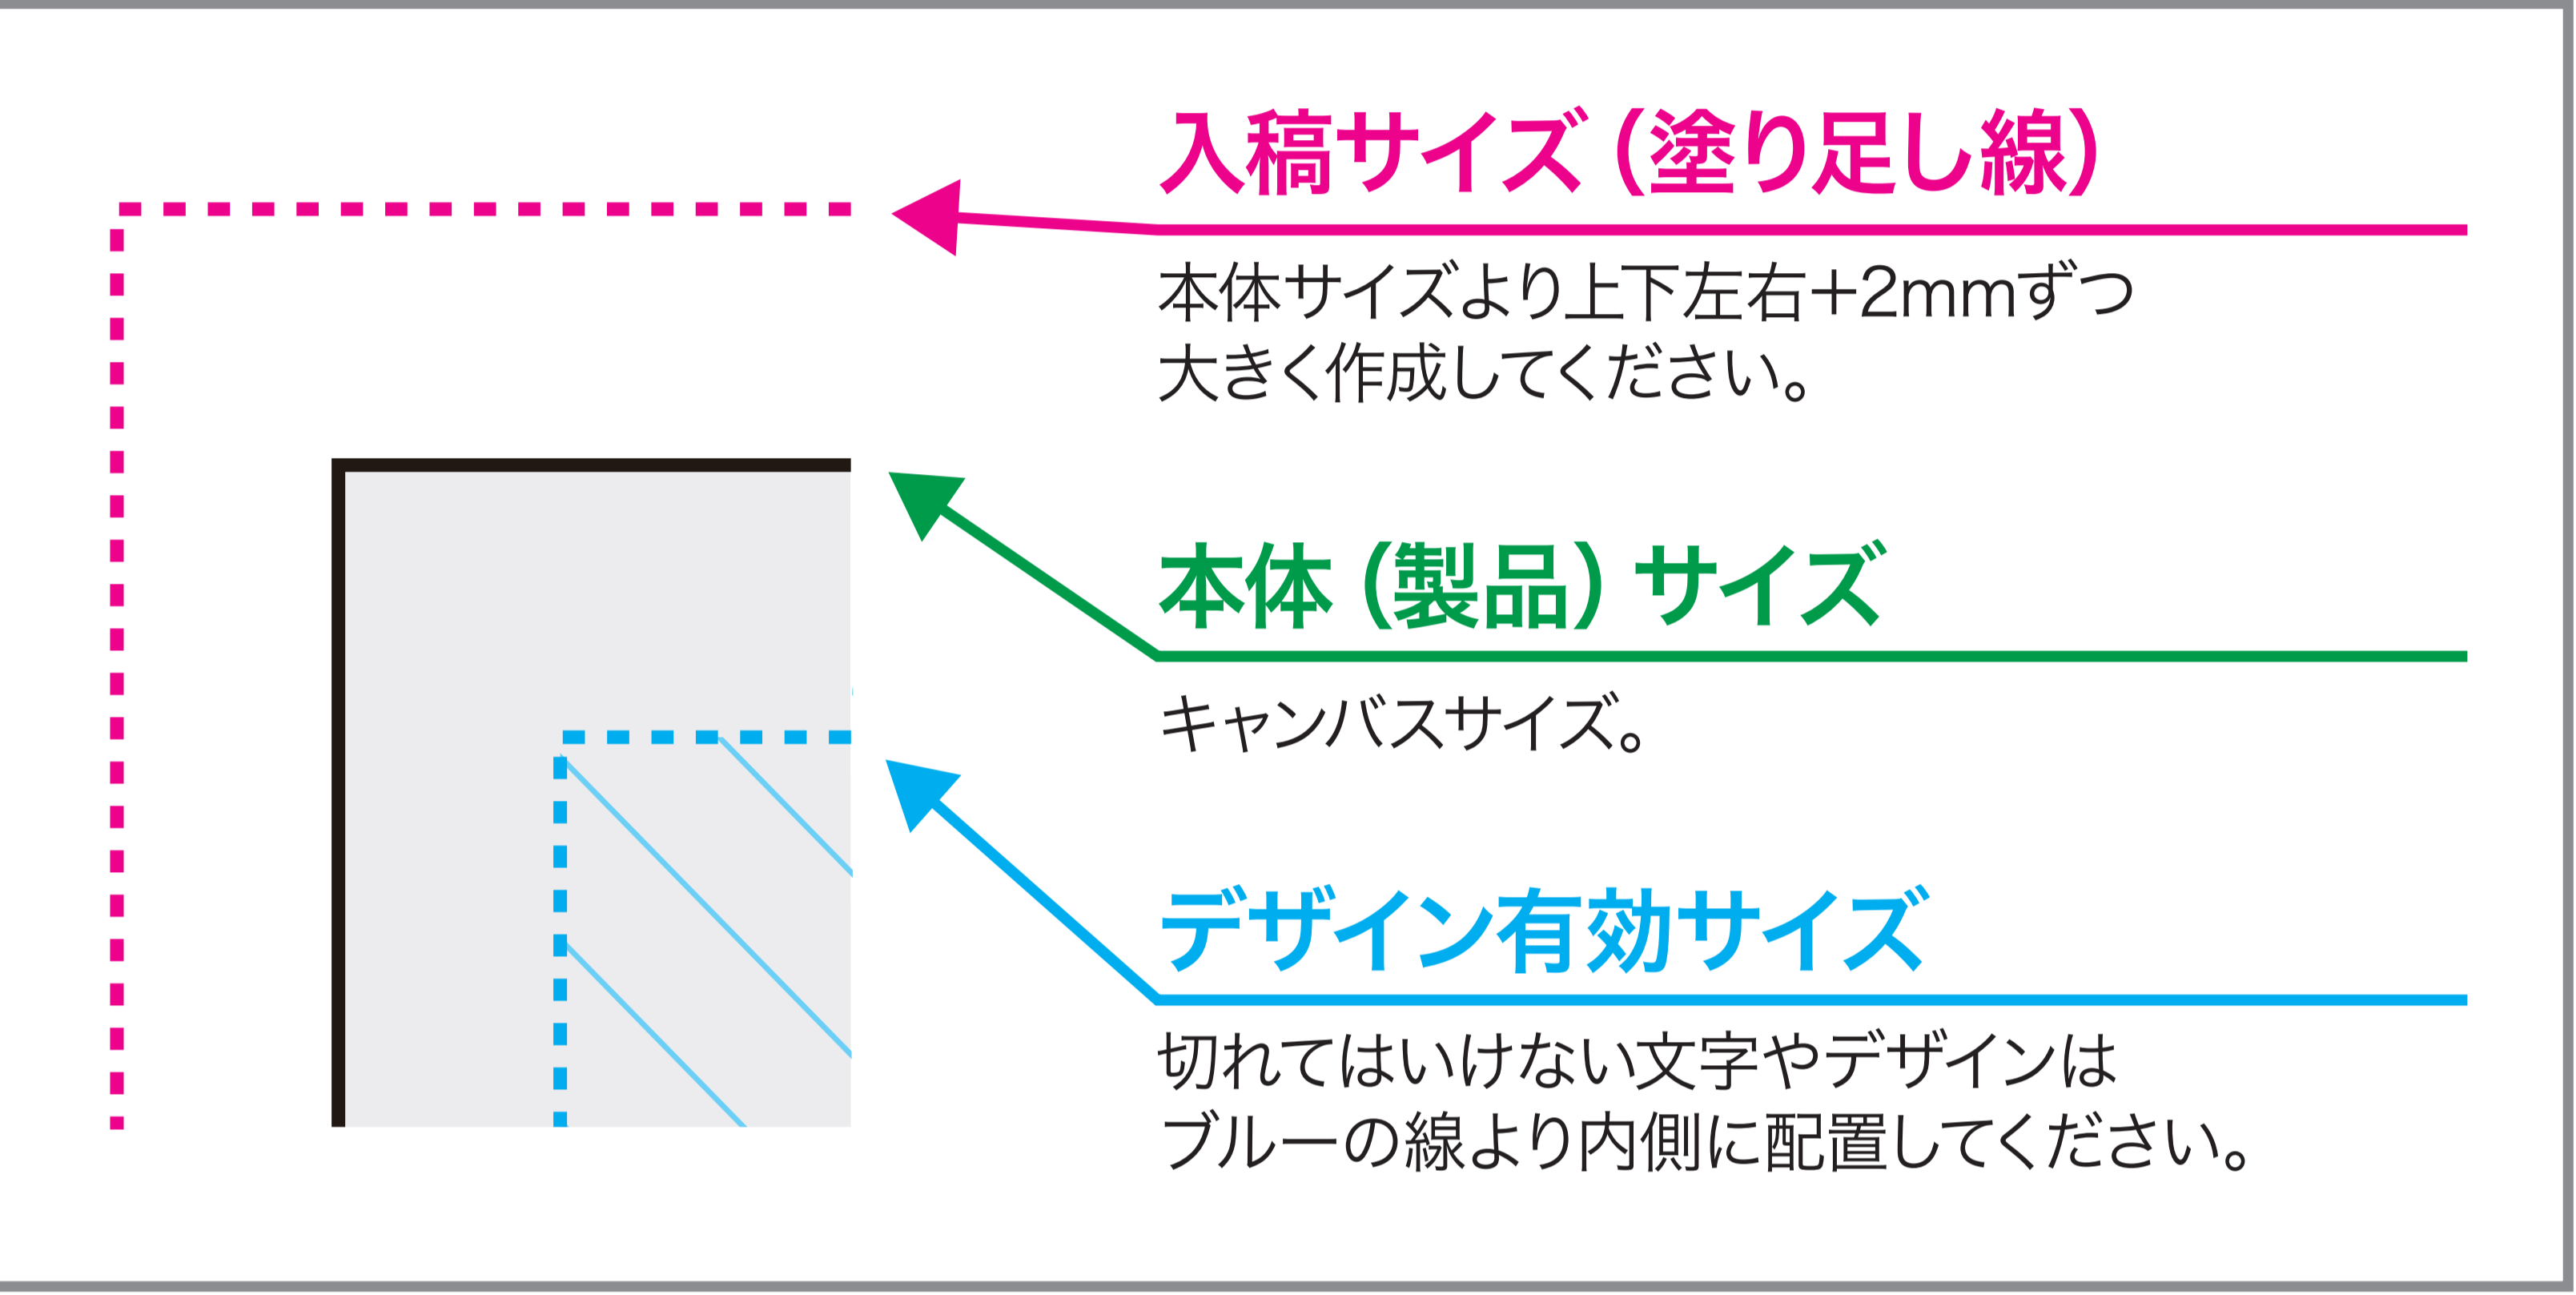 入稿サイズ（塗り足し線）
本体サイズより上下左右+2mmずつ
大きく作成してください。
本体（製品）サイズ
キャンバスサイズ。
デザイン有効サイズ
切れてはいけない文字やデザインは
ブルーの線より内側に配置してください。